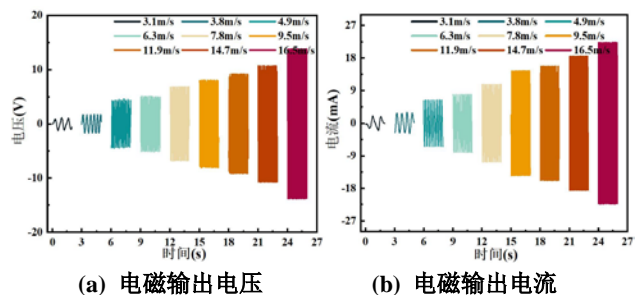 (a)
3.1m/s 3.8m/s 4.9m/s
6.3m/s 7.8m/s 9.5m/s
11.9m/s 14.7m/s 16.5m/s
电压(V)
20
10
0
-10
-20
0 3 6 9 12 15 18 21 24 27
时间(s)
(a) 电磁输出电压
(b)
3.1m/s 3.8m/s 4.9m/s
6.3m/s 7.8m/s 9.5m/s
11.9m/s 14.7m/s 16.5m/s
电流(mA)
27
18
9
0
-9
-18
-27
0 3 6 9 12 15 18 21 24 27
时间(s)
(b) 电磁输出电流